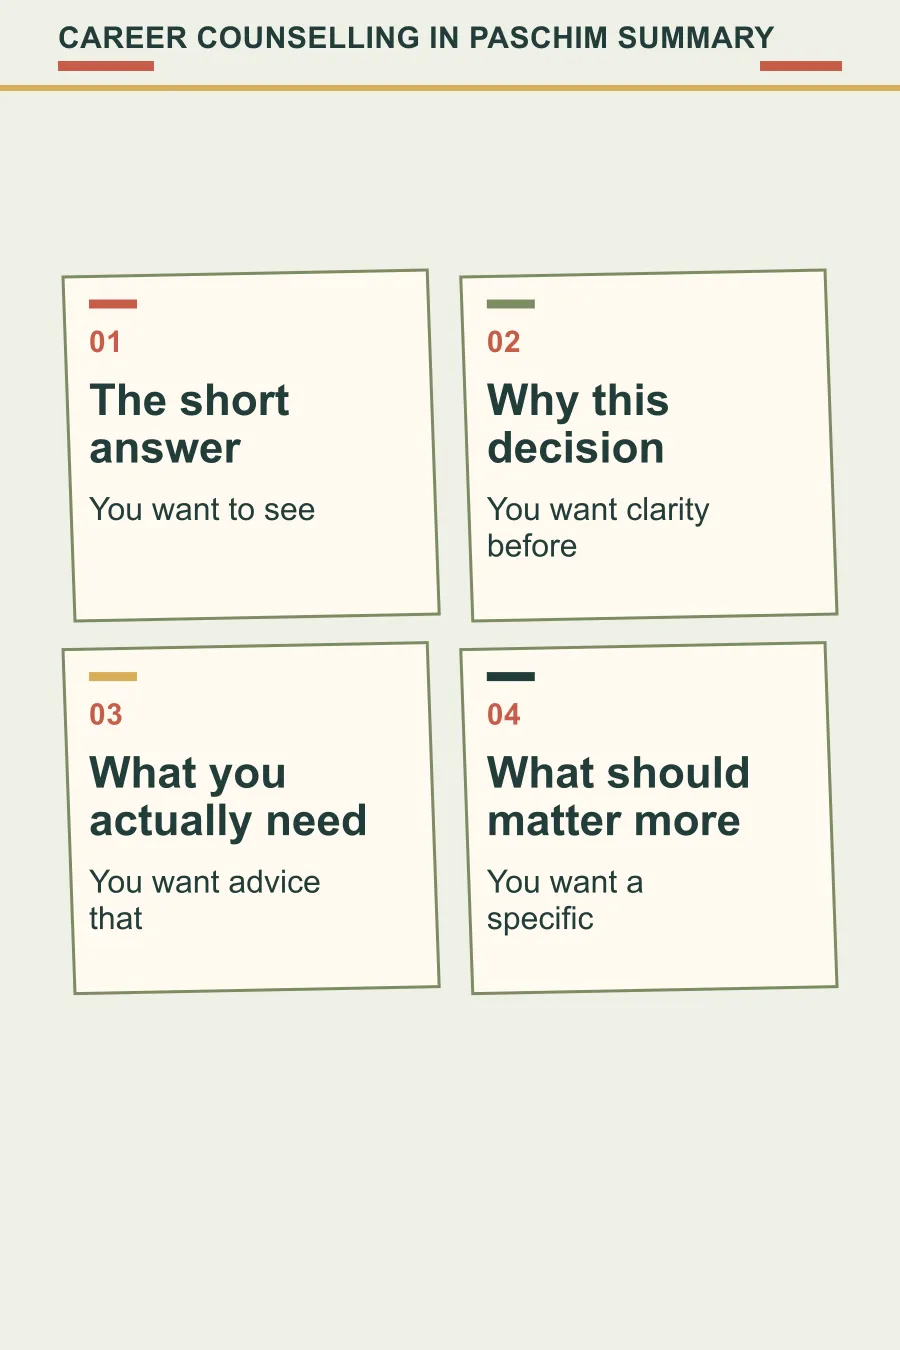 CAREER COUNSELLING IN PASCHIM SUMMARY
01
The short
answer
You want to see
02
Why this
decision
You want clarity
before
03
What you
actually need
You want advice
that
04
What should
matter more
You want a
specific